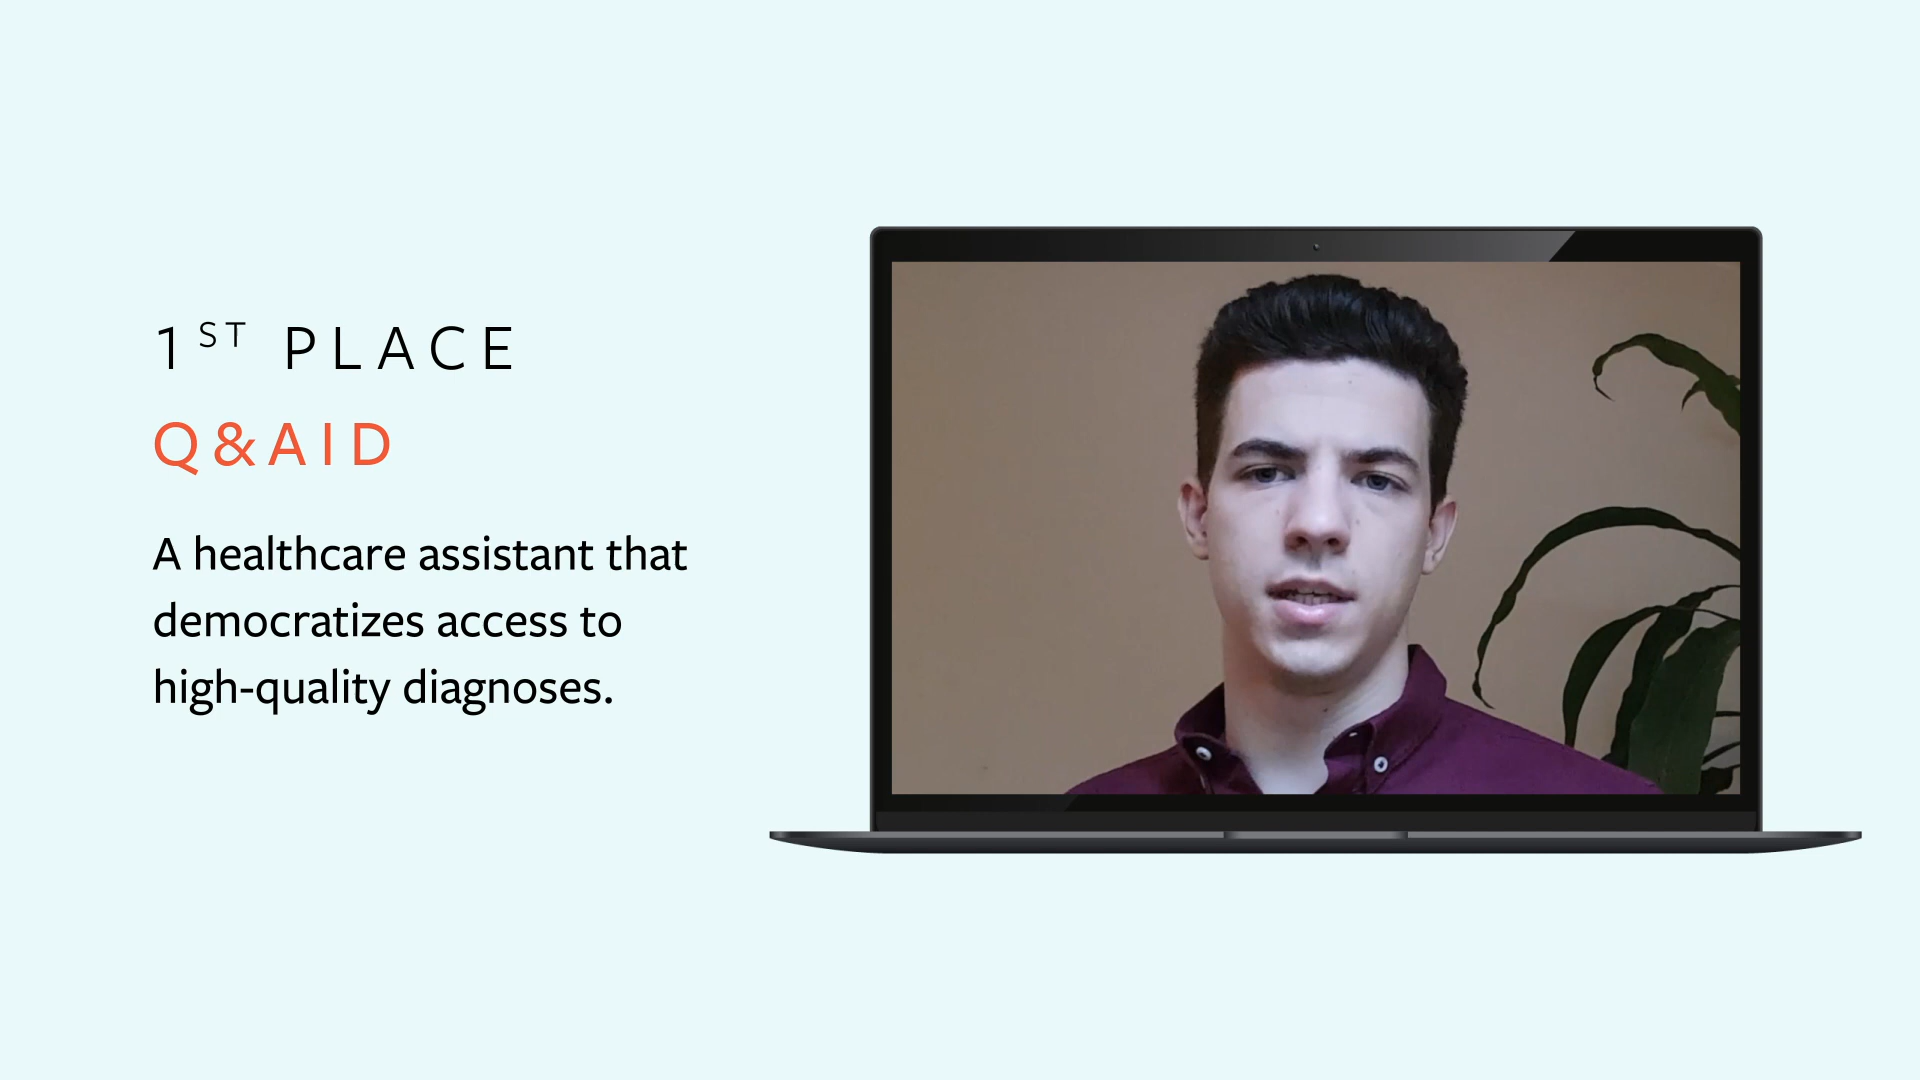 1ST PLACE
Q&AID
A healthcare assistant that
democratizes access to
high-quality diagnoses.